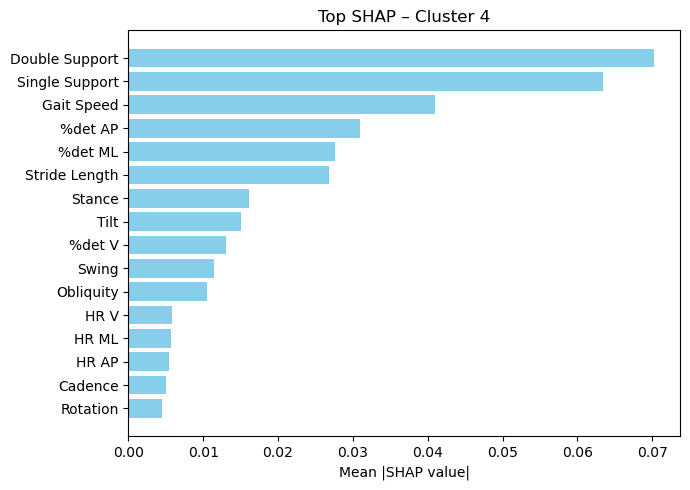 Top SHAP – Cluster 4
Double Support
Single Support
Gait Speed
%det AP
%det ML
Stride Length
Stance
Tilt
%det V
Swing
Obliquity
HR V
HR ML
HR AP
Cadence
Rotation
0.00 0.01 0.02 0.03 0.04 0.05 0.06 0.07
Mean |SHAP value|